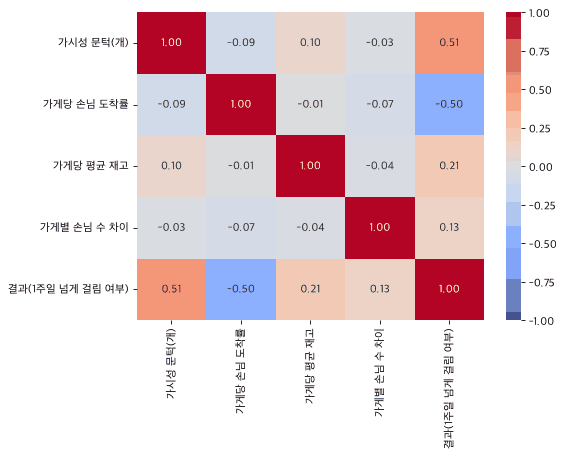 가시성 문턱(개) 1.00 -0.09 0.10 -0.03 0.51
가게당 손님 도착률 -0.09 1.00 -0.01 -0.07 -0.50
가게당 평균 재고 0.10 -0.01 1.00 -0.04 0.21
가게별 손님 수 차이 -0.03 -0.07 -0.04 1.00 0.13
결과(1주일 넘게 걸림 여부) 0.51 -0.50 0.21 0.13 1.00
가시성 문턱(개)
가게당 손님 도착률
가게당 평균 재고
가게별 손님 수 차이
결과(1주일 넘게 걸림 여부)
1.00
0.75
0.50
0.25
0.00
-0.25
-0.50
-0.75
-1.00